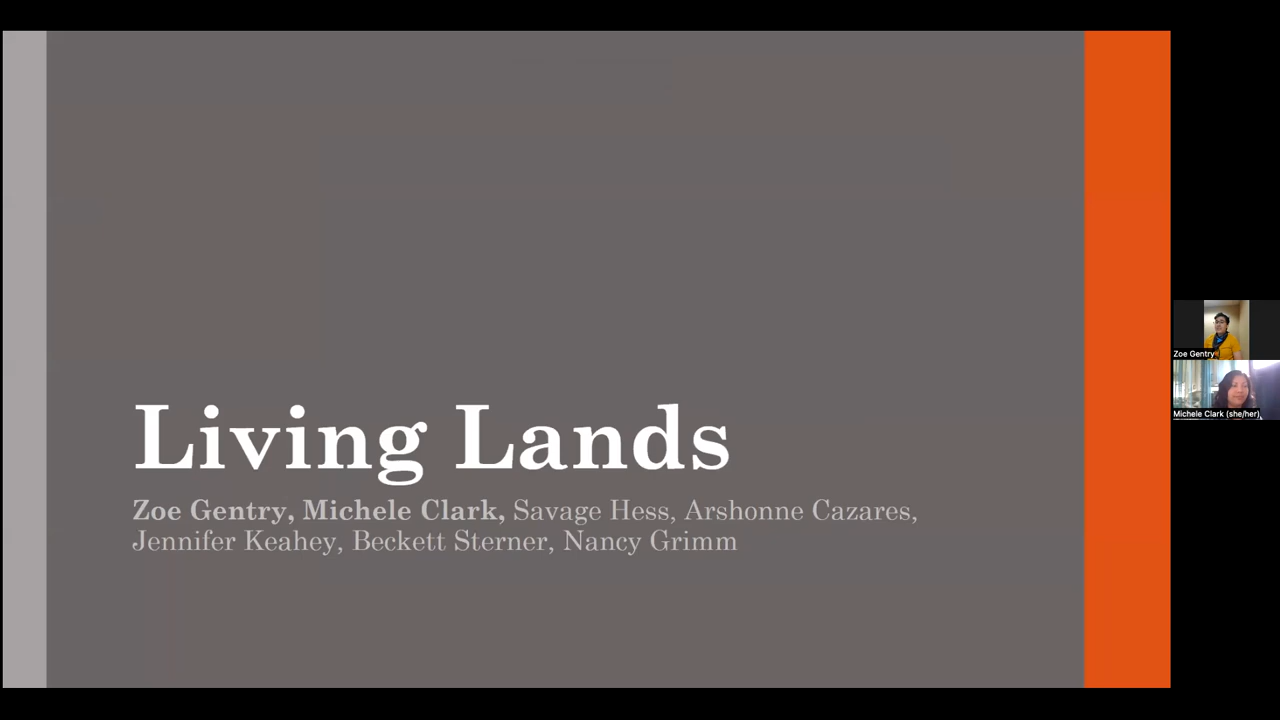 Living Lands
Zoe Gentry, Michele Clark, Savage Hess, Arshonne Cazares,
Jennifer Keahey, Beckett Sterner, Nancy Grimm
Zoe Gentry
Michele Clark (she/her)